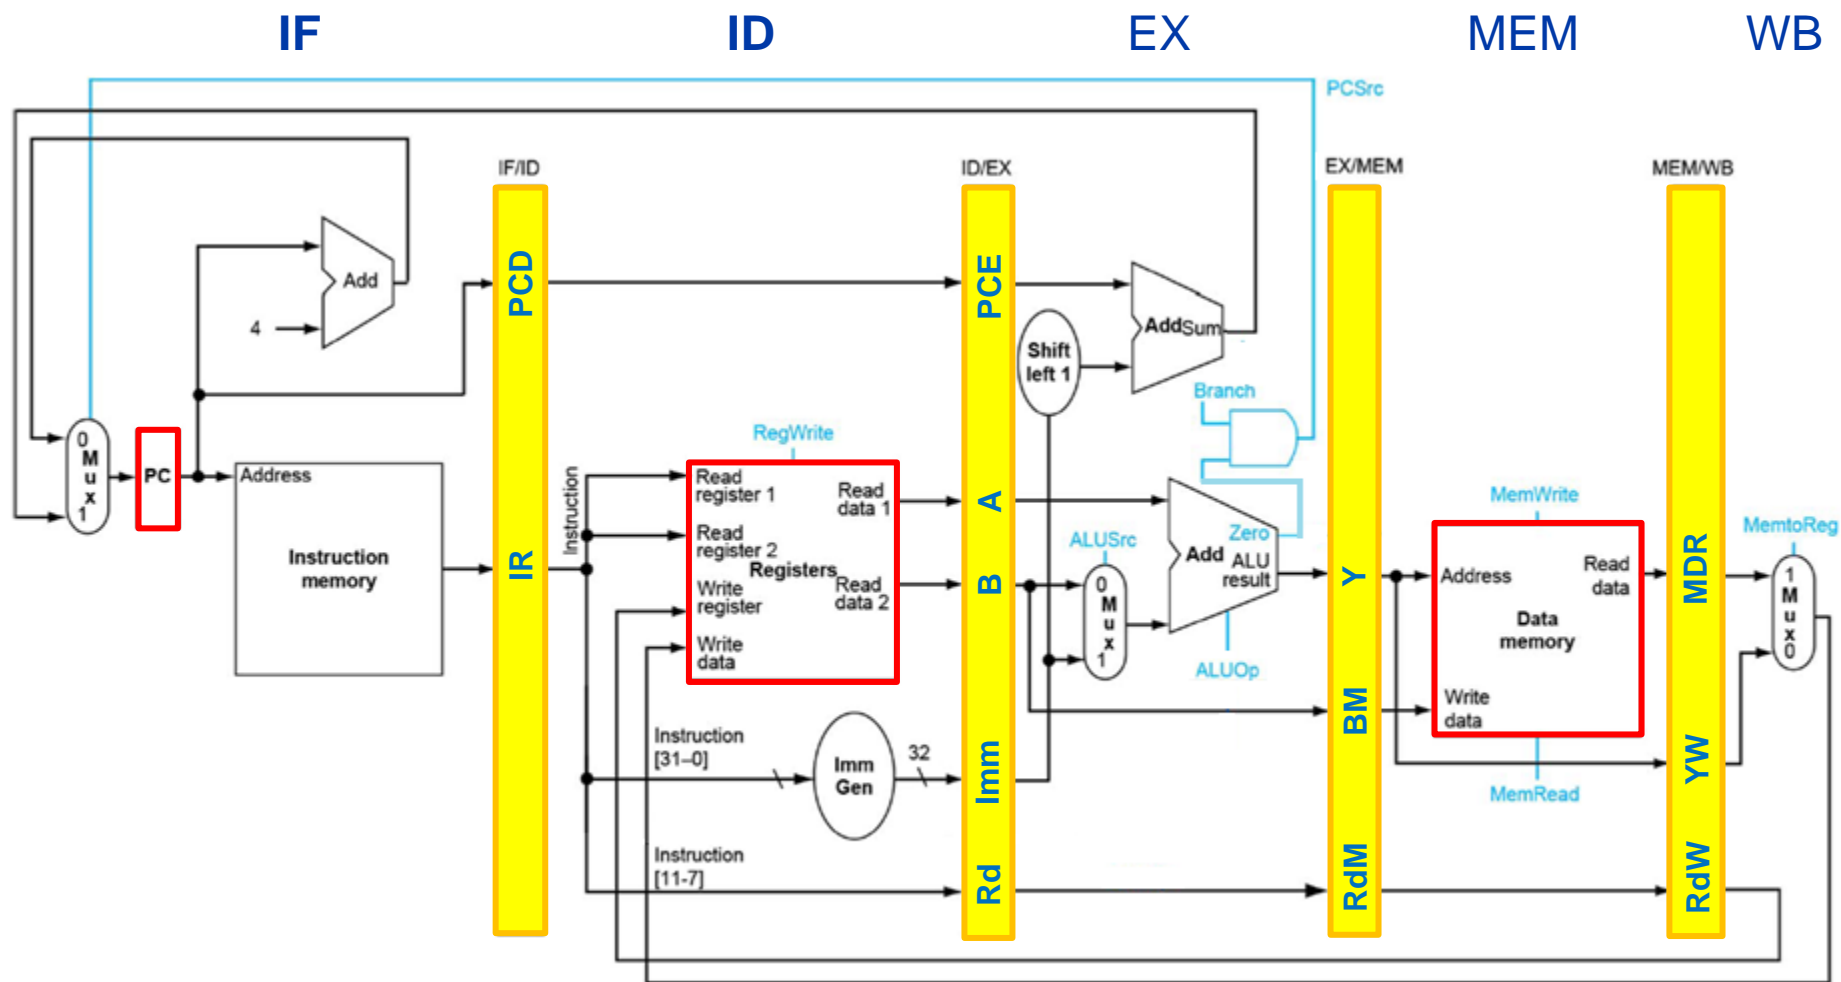 IF
ID
EX
MEM
WB
PCSrc
IF/ID
ID/EX
EX/MEM
MEM/WB
Add
4
PCD
PCE
AddSum
Shift
left 1
Branch
0
M
u
x
1
PC
Address
Instruction
memory
IR
Instruction
RegWrite
Read
register 1
Read
data 1
Read
register 2
Registers
Write
register
Read
data 2
Write
data
A
B
ALUSrc
0
M
u
x
1
Zero
Add
ALU
result
ALUOp
Y
MemWrite
Address
Read
data
Data
memory
Write
data
MemRead
MDR
MemtoReg
1
M
u
x
0
Instruction
[31–0]
Imm
Gen
32
Imm
BM
YW
Instruction
[11-7]
Rd
RdM
RdW